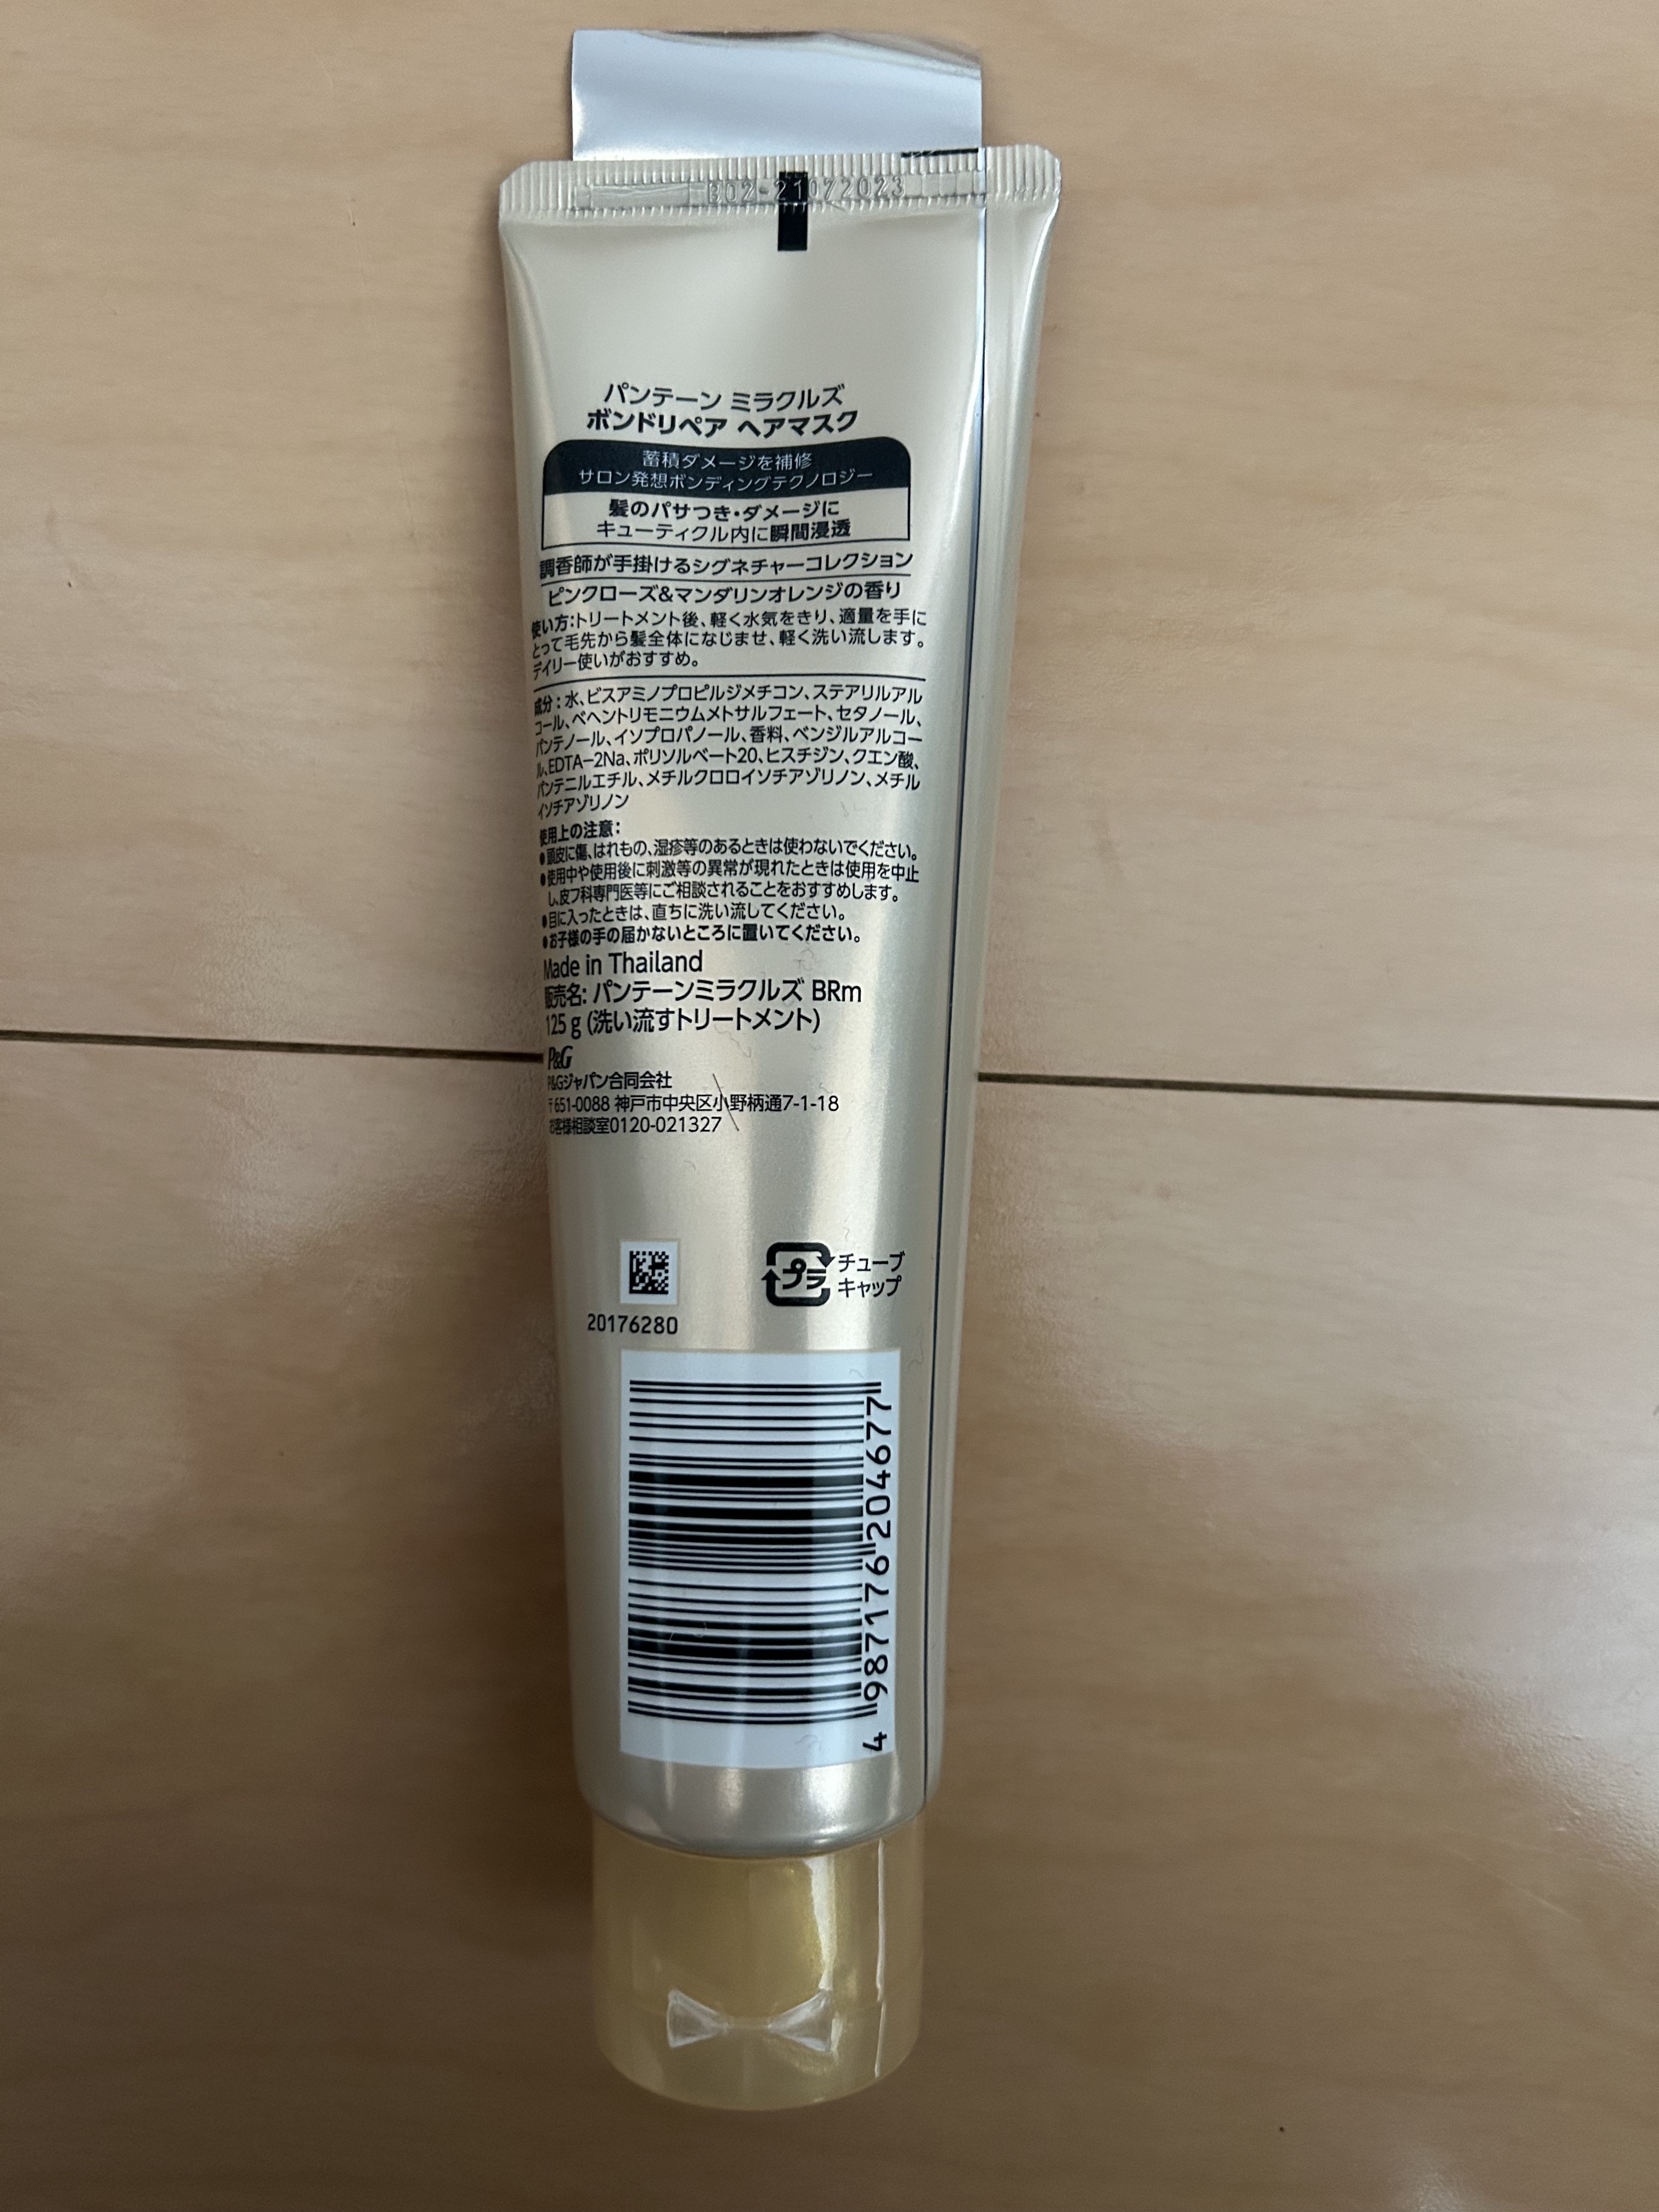 B02-21072023
パンテーン ミラクルズ
ボンドリペア ヘアマスク
蓄積ダメージを補修
サロン発想ボンディングテクノロジー
髪のパサつき・ダメージに
キューティクル内に瞬間浸透
調香師が手掛けるシグネチャーコレクション
ピンクローズ&マンダリンオレンジの香り
使い方:トリートメント後、軽く水気をきり、適量を手に
とって毛先から髪全体になじませ、軽く洗い流します。
デイリー使いがおすすめ。
成分:水、ビスアミノプロピルジメチコン、ステアリルアル
コール、ベヘントリモニウムメトサルフェート、セタノール、
パンテノール、イソプロパノール、香料、ベンジルアルコー
ル、EDTA-2Na、ポリソルベート20、ヒスチジン、クエン酸、
パンテニルエチル、メチルクロロイソチアゾリノン、メチル
イソチアゾリノン
使用上の注意:
●頭皮に傷、はれもの、湿疹等のあるときは使わないでください。
●使用中や使用後に刺激等の異常が現れたときは使用を中止
し、皮フ科専門医等にご相談されることをおすすめします。
●目に入ったときは、直ちに洗い流してください。
●お子様の手の届かないところに置いてください。
Made in Thailand
販売名: パンテーンミラクルズ BRm
125 g (洗い流すトリートメント)
P&G
P&Gジャパン合同会社
〒651-0088 神戸市中央区小野柄通7-1-18
お客様相談室0120-021327
プラ
チューブ
キャップ
20176280
4 987176 204677